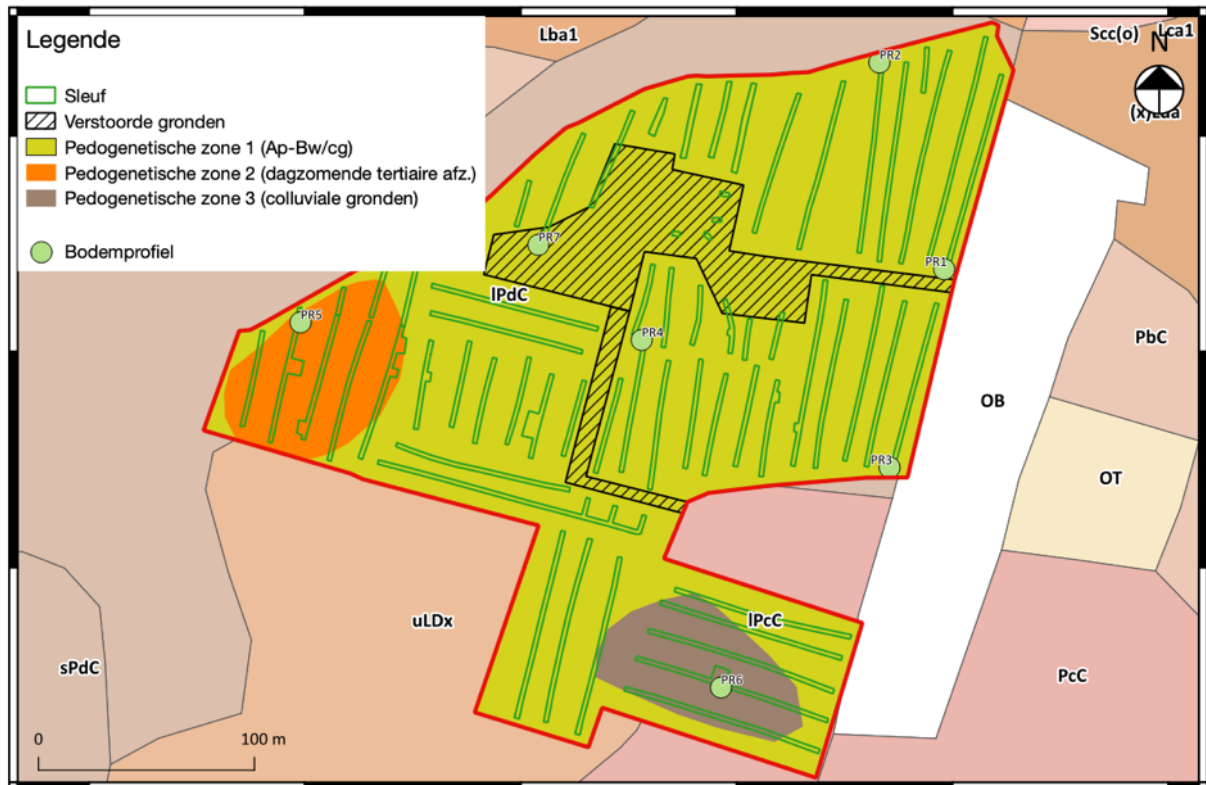 Legende
Sleuf
Verstoorde gronden
Pedogenetische zone 1 (Ap-Bw/cg)
Pedogenetische zone 2 (dagzomende tertiaire afz.)
Pedogenetische zone 3 (colluviale gronden)
Bodemprofiel
Lba1
Scc(o)
Lca1
N
PR2
PR7
PR1
lPdC
PR5
PR4
PbC
OB
PR3
OT
uLDx
lPcC
sPdC
PR6
PcC
0
100 m